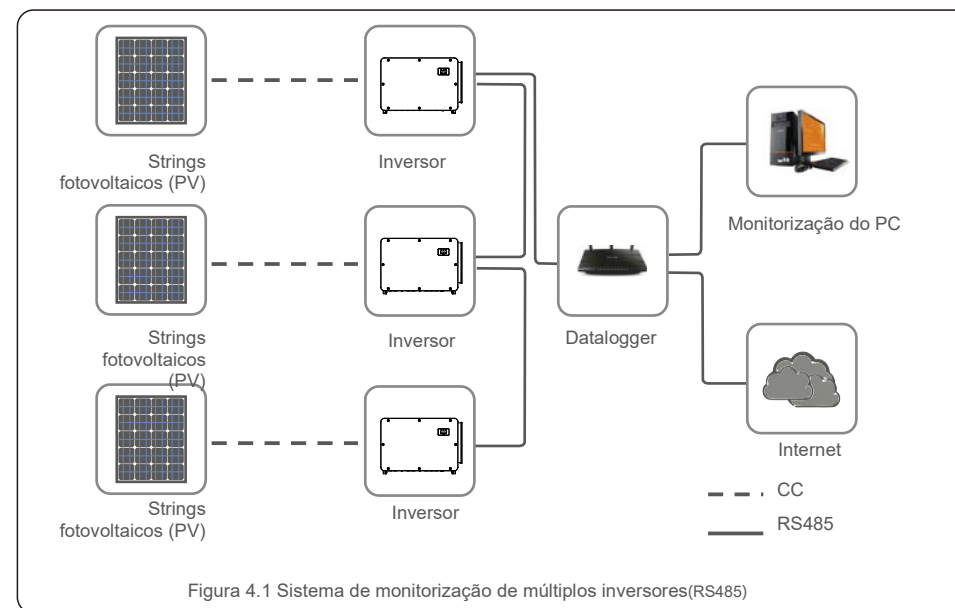 Strings
fotovoltaicos (PV)
Inversor
Strings
fotovoltaicos
(PV)
Inversor
Strings
fotovoltaicos (PV)
Inversor
Datalogger
Monitorização do PC
Internet
CC
RS485
Figura 4.1 Sistema de monitorização de múltiplos inversores(RS485)